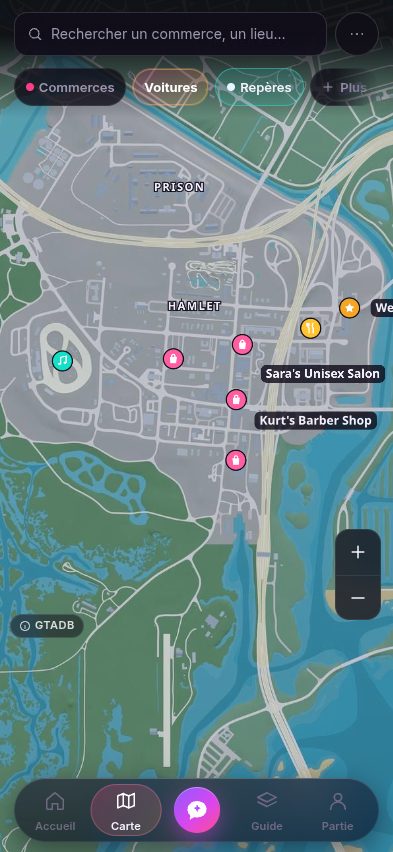 Rechercher un commerce, un lieu...
Commerces
Voitures
Repères
+ Plus
PRISON
HAMLET
We
Sara's Unisex Salon
Kurt's Barber Shop
+
−
GTADB
Accueil
Carte
Guide
Partie